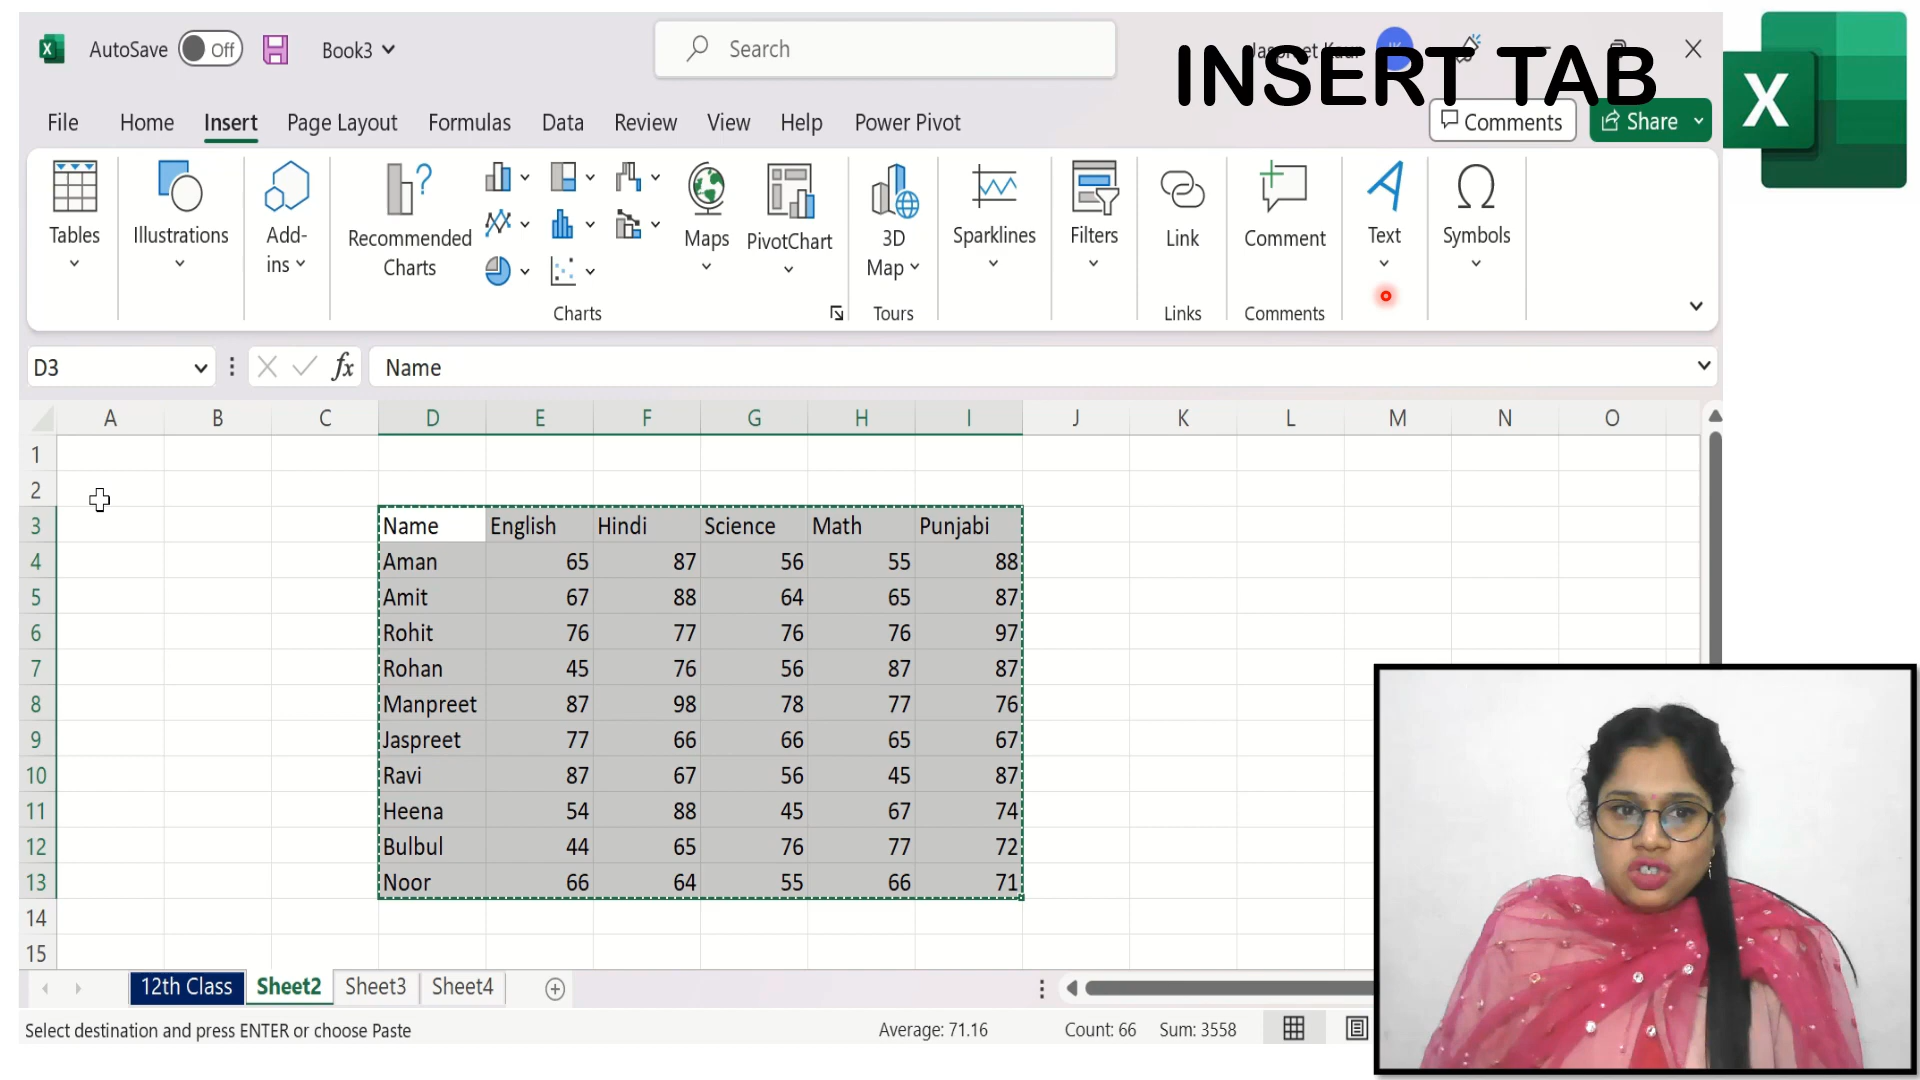 AutoSave Off Book3 Search INSERT TAB
File Home Insert Page Layout Formulas Data Review View Help Power Pivot Comments Share X
Tables Illustrations Add-ins Recommended Charts Maps PivotChart 3D Map Sparklines Filters Link Comment Text Symbols
Charts Tours Links Comments
D3 fx Name
A B C D E F G H I J K L M N O
1
2
3 Name English Hindi Science Math Punjabi
4 Aman 65 87 56 55 88
5 Amit 67 88 64 65 87
6 Rohit 76 77 76 76 97
7 Rohan 45 76 56 87 87
8 Manpreet 87 98 78 77 76
9 Jaspreet 77 66 66 65 67
10 Ravi 87 67 56 45 87
11 Heena 54 88 45 67 74
12 Bulbul 44 65 76 77 72
13 Noor 66 64 55 66 71
14
15
12th Class Sheet2 Sheet3 Sheet4
Select destination and press ENTER or choose Paste Average: 71.16 Count: 66 Sum: 3558